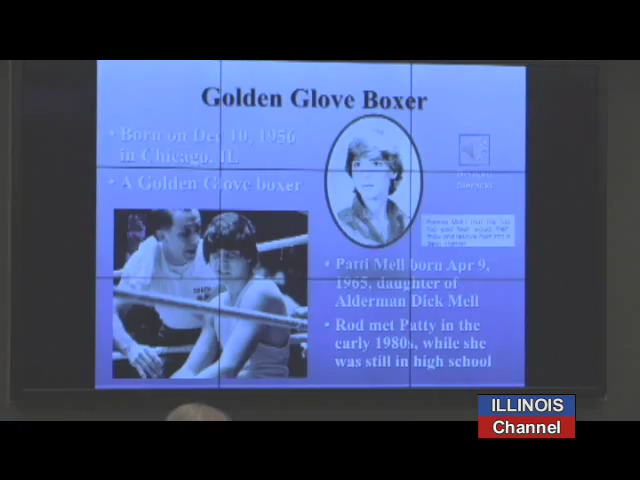 Golden Glove Boxer
• Born on Dec 10, 1956
in Chicago, IL
• A Golden Glove boxer
• Patti Mell born Apr 9,
1965, daughter of
Alderman Dick Mell
• Rod met Patty in the
early 1980s, while she
was still in high school
ILLINOIS
Channel